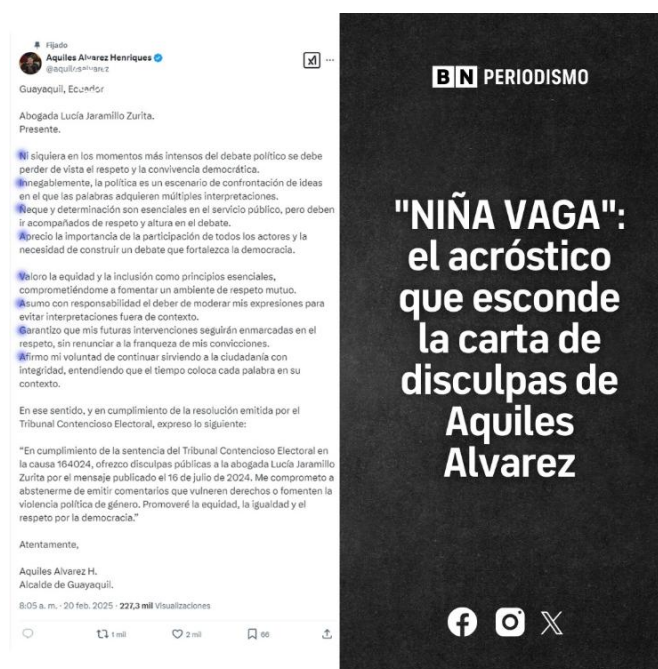 Fijado
Aquiles Alvarez Henriques
@aquilesalvarez
Guayaquil, Ecuador
Abogada Lucía Jaramillo Zurita.
Presente.
Ni siquiera en los momentos más intensos del debate político se debe
perder de vista el respeto y la convivencia democrática.
Innegablemente, la política es un escenario de confrontación de ideas
en el que las palabras adquieren múltiples interpretaciones.
Ñeque y determinación son esenciales en el servicio público, pero deben
ir acompañados de respeto y altura en el debate.
Aprecio la importancia de la participación de todos los actores y la
necesidad de construir un debate que fortalezca la democracia.
Valoro la equidad y la inclusión como principios esenciales,
comprometiéndome a fomentar un ambiente de respeto mutuo.
Asumo con responsabilidad el deber de moderar mis expresiones para
evitar interpretaciones fuera de contexto.
Garantizo que mis futuras intervenciones seguirán enmarcadas en el
respeto, sin renunciar a la franqueza de mis convicciones.
Afirmo mi voluntad de continuar sirviendo a la ciudadanía con
integridad, entendiendo que el tiempo coloca cada palabra en su
contexto.
En ese sentido, y en cumplimiento de la resolución emitida por el
Tribunal Contencioso Electoral, expreso lo siguiente:
"En cumplimiento de la sentencia del Tribunal Contencioso Electoral en
la causa 164024, ofrezco disculpas públicas a la abogada Lucía Jaramillo
Zurita por el mensaje publicado el 16 de julio de 2024. Me comprometo a
abstenerme de emitir comentarios que vulneren derechos o fomenten la
violencia política de género. Promoveré la equidad, la igualdad y el
respeto por la democracia."
Atentamente,
Aquiles Alvarez H.
Alcalde de Guayaquil.
8:05 a. m. · 20 feb. 2025 · 227,3 mil Visualizaciones
1 mil 2 mil 66
BN PERIODISMO
"NIÑA VAGA":
el acróstico
que esconde
la carta de
disculpas de
Aquiles
Alvarez